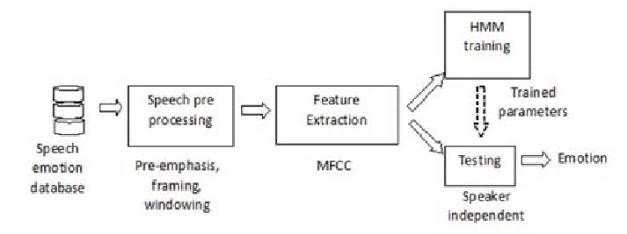 HMM
training
Trained
parameters
Speech pre
processing
Feature
Extraction
Speech
emotion
database
Pre-emphasis,
framing,
windowing
MFCC
Testing
Emotion
Speaker
independent